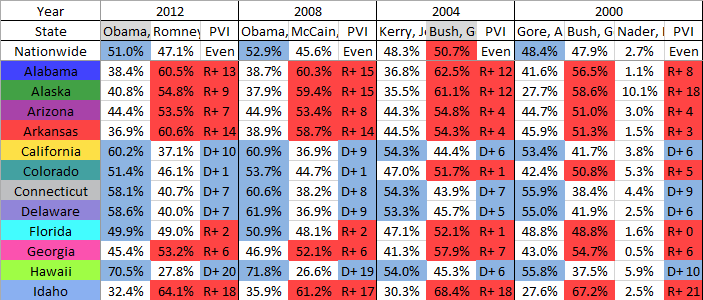 Year 2012 2008 2004 2000
State Obama, Romney PVI Obama, McCain, PVI Kerry, J Bush, G PVI Gore, A Bush, G Nader, PVI
Nationwide 51.0% 47.1% Even 52.9% 45.6% Even 48.3% 50.7% Even 48.4% 47.9% 2.7% Even
Alabama 38.4% 60.5% R+ 13 38.7% 60.3% R+ 15 36.8% 62.5% R+ 12 41.6% 56.5% 1.1% R+ 8
Alaska 40.8% 54.8% R+ 9 37.9% 59.4% R+ 15 35.5% 61.1% R+ 12 27.7% 58.6% 10.1% R+ 18
Arizona 44.4% 53.5% R+ 7 44.9% 53.4% R+ 8 44.3% 54.8% R+ 4 44.7% 51.0% 3.0% R+ 4
Arkansas 36.9% 60.6% R+ 14 38.9% 58.7% R+ 14 44.5% 54.3% R+ 4 45.9% 51.3% 1.5% R+ 3
California 60.2% 37.1% D+ 10 60.9% 36.9% D+ 9 54.3% 44.4% D+ 6 53.4% 41.7% 3.8% D+ 6
Colorado 51.4% 46.1% D+ 1 53.7% 44.7% D+ 1 47.0% 51.7% R+ 1 42.4% 50.8% 5.3% R+ 5
Connecticut 58.1% 40.7% D+ 7 60.6% 38.2% D+ 8 54.3% 43.9% D+ 7 55.9% 38.4% 4.4% D+ 9
Delaware 58.6% 40.0% D+ 7 61.9% 36.9% D+ 9 53.3% 45.7% D+ 5 55.0% 41.9% 2.5% D+ 6
Florida 49.9% 49.0% R+ 2 50.9% 48.1% R+ 2 47.1% 52.1% R+ 1 48.8% 48.8% 1.6% R+ 0
Georgia 45.4% 53.2% R+ 6 46.9% 52.1% R+ 6 41.3% 57.9% R+ 7 43.0% 54.7% 0.5% R+ 6
Hawaii 70.5% 27.8% D+ 20 71.8% 26.6% D+ 19 54.0% 45.3% D+ 6 55.8% 37.5% 5.9% D+ 10
Idaho 32.4% 64.1% R+ 18 35.9% 61.2% R+ 17 30.3% 68.4% R+ 18 27.6% 67.2% 2.5% R+ 21